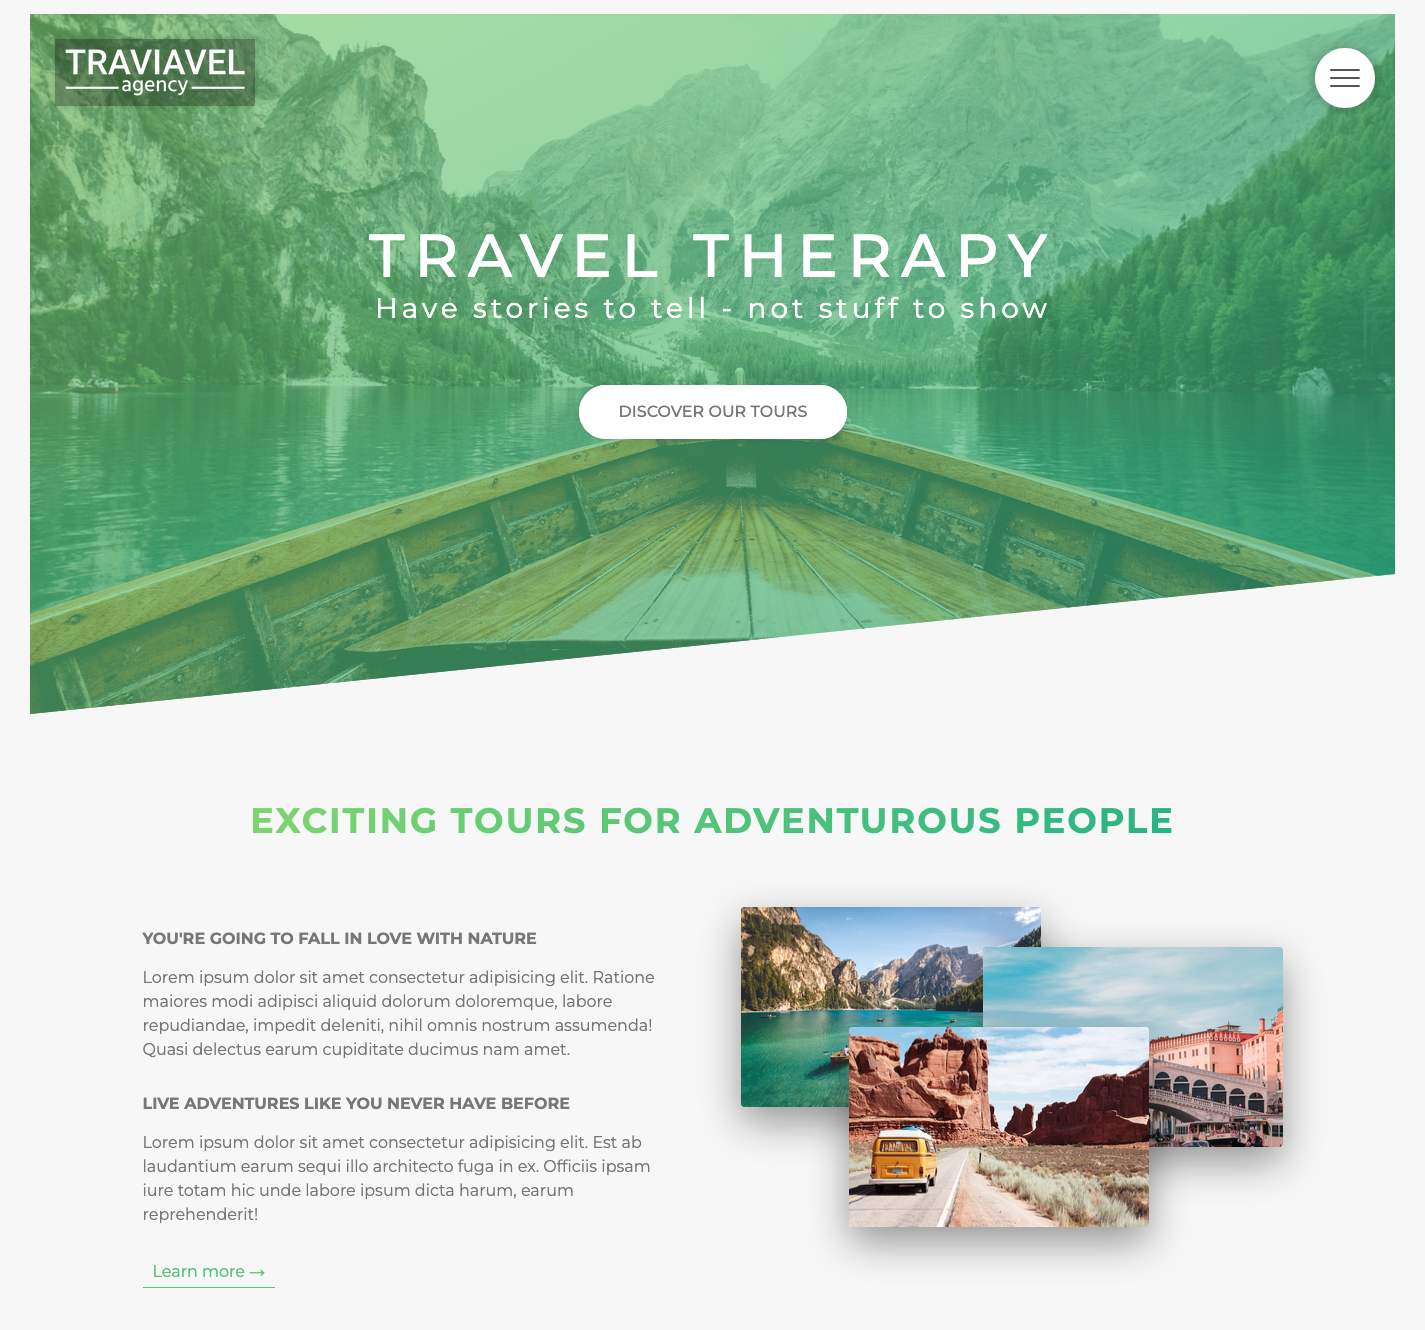 TRAVIAVEL
agency
TRAVEL THERAPY
Have stories to tell - not stuff to show
DISCOVER OUR TOURS
EXCITING TOURS FOR ADVENTUROUS PEOPLE
YOU'RE GOING TO FALL IN LOVE WITH NATURE
Lorem ipsum dolor sit amet consectetur adipisicing elit. Ratione
maiores modi adipisci aliquid dolorum doloremque, labore
repudiandae, impedit deleniti, nihil omnis nostrum assumenda!
Quasi delectus earum cupiditate ducimus nam amet.
LIVE ADVENTURES LIKE YOU NEVER HAVE BEFORE
Lorem ipsum dolor sit amet consectetur adipisicing elit. Est ab
laudantium earum sequi illo architecto fuga in ex. Officiis ipsam
iure totam hic unde labore ipsum dicta harum, earum
reprehenderit!
Learn more →